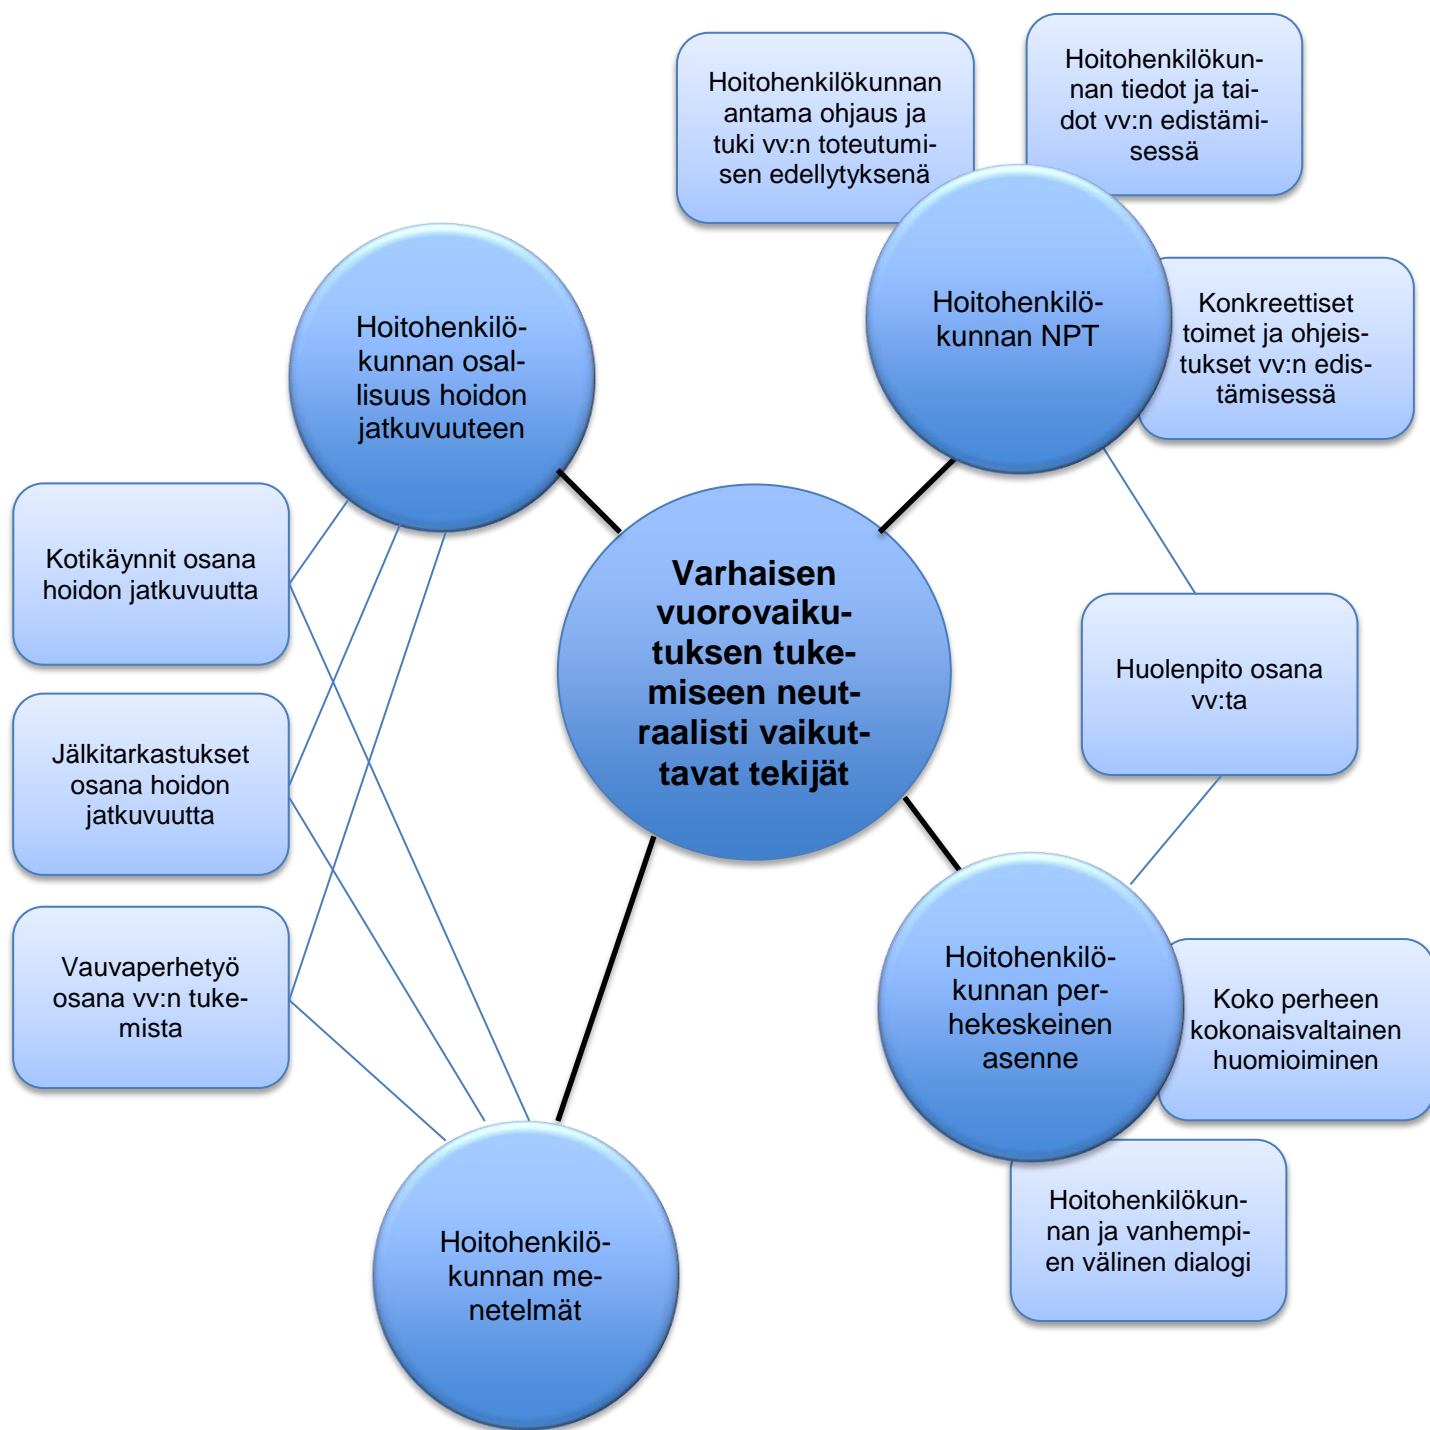 Hoitohenkilökunnan
antama ohjaus ja
tuki vv:n toteutumi-
sen edellytyksenä
Hoitohenkilökun-
nan tiedot ja tai-
dot vv:n edistämi-
sessä
Hoitohenkilö-
kunnan NPT
Konkreettiset
toimet ja ohjeis-
tukset vv:n edis-
tämisessä
Hoitohenkilö-
kunnan osal-
lisuus hoidon
jatkuvuuteen
Kotikäynnit osana
hoidon jatkuvuutta
Varhaisen
vuorovaiku-
tuksen tuke-
miseen neut-
raalisti vaikut-
tavat tekijät
Huolenpito osana
vv:ta
Jälkitarkastukset
osana hoidon
jatkuvuutta
Vauvaperhetyö
osana vv:n tuke-
mista
Hoitohenkilö-
kunnan per-
hekeskeinen
asenne
Koko perheen
kokonaisvaltainen
huomioiminen
Hoitohenkilökun-
nan ja vanhempi-
en välinen dialogi
Hoitohenkilö-
kunnan me-
netelmät